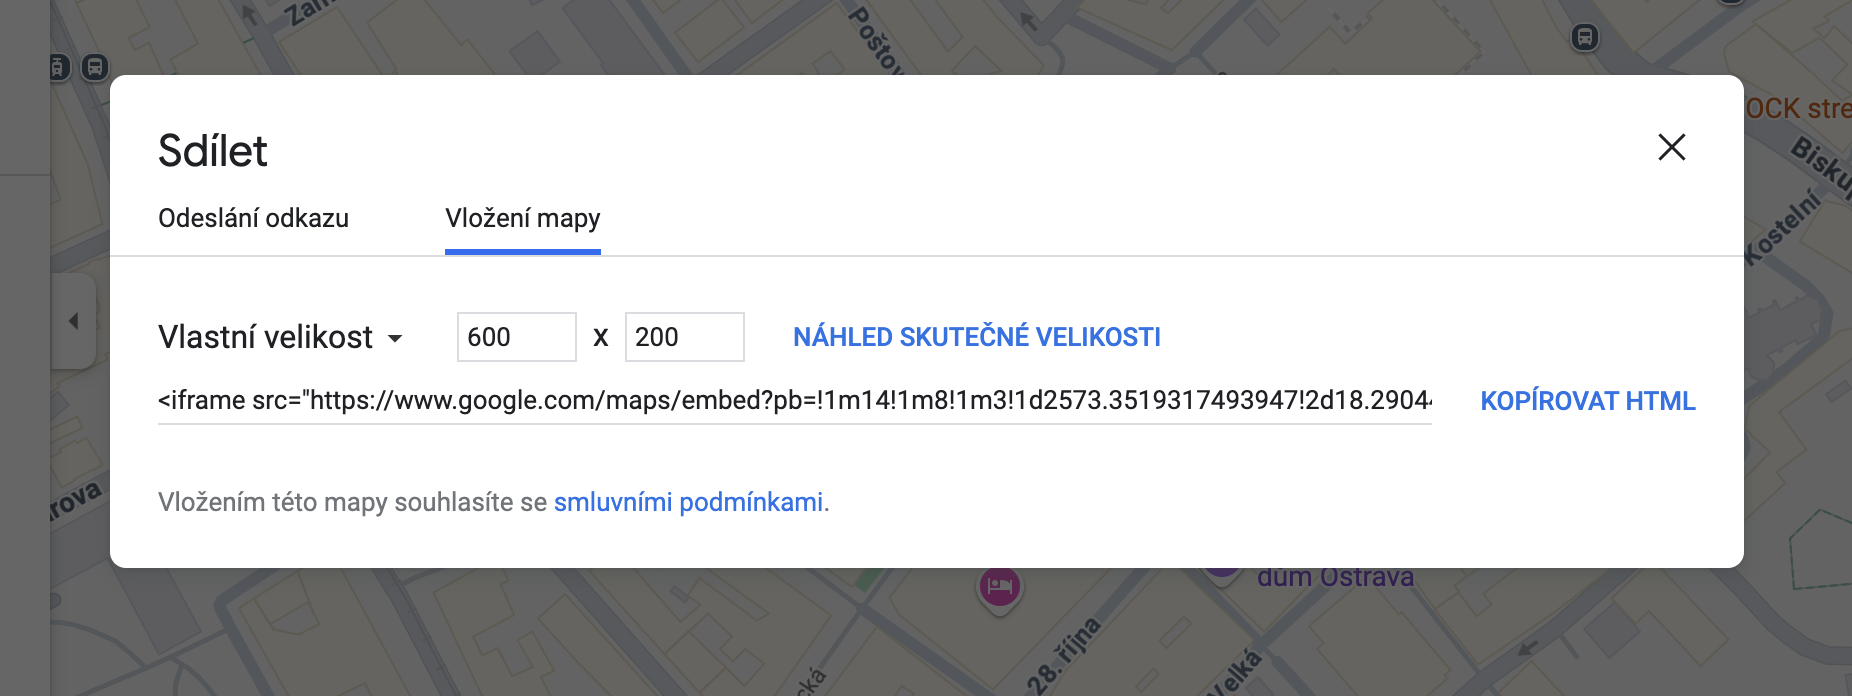 Poštov
OCK stre
Bisku
Kostelní
Sdílet
Odeslání odkazu
Vložení mapy
Vlastní velikost
600 x 200
NÁHLED SKUTEČNÉ VELIKOSTI
<iframe src="https://www.google.com/maps/embed?pb=!1m14!1m8!1m3!1d2573.3519317493947!2d18.2904
KOPÍROVAT HTML
Vložením této mapy souhlasíte se smluvními podmínkami.
rova
dům Ostrava
28. října
Velká
cká